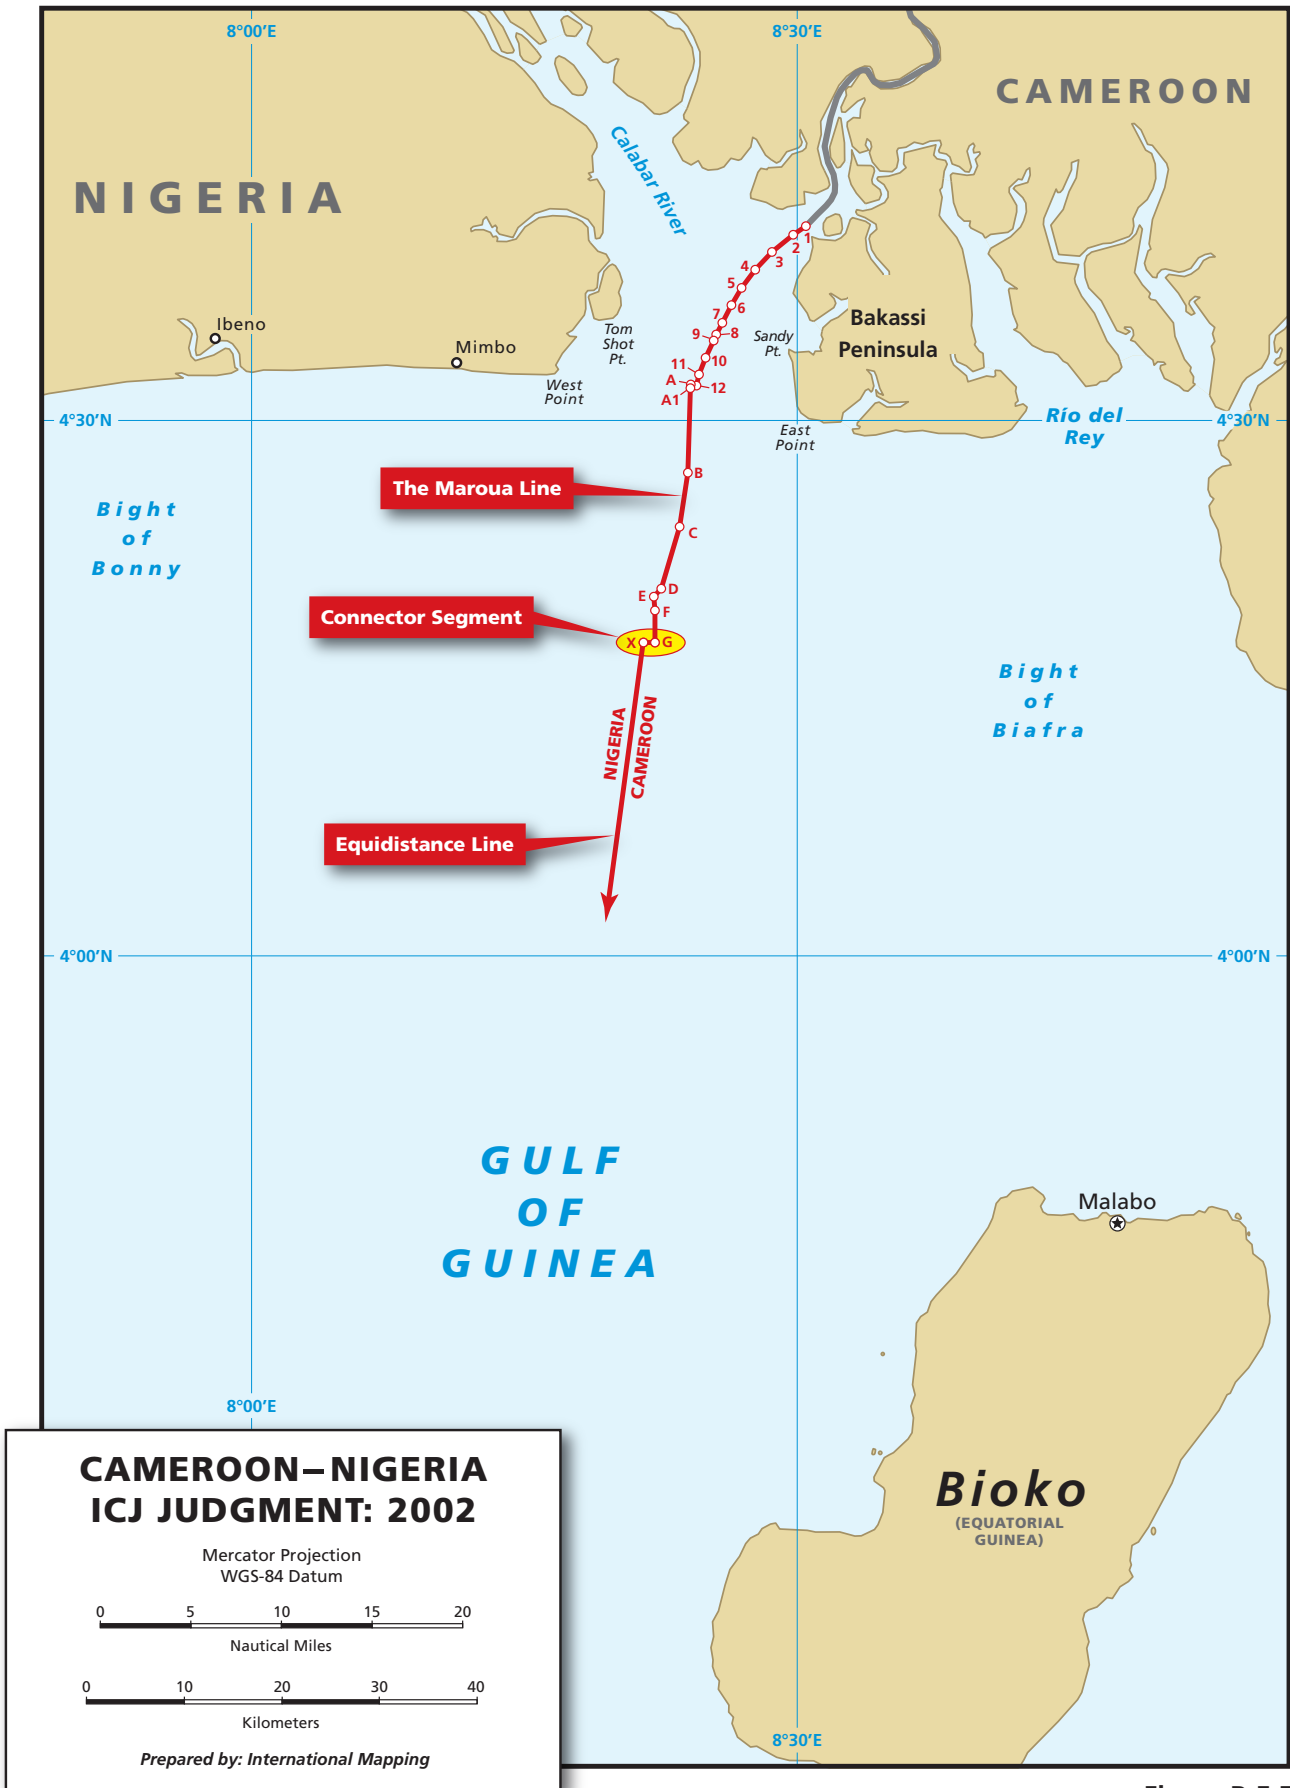 8°00’E
8°30’E
CAMEROON
NIGERIA
Calabar River
1
2
3
4
5
6
7
8
9
10
11
12
A
A1
Ibeno
Mimbo
Tom
Shot
Pt.
Sandy
Pt.
Bakassi
Peninsula
West
Point
East
Point
4°30’N
Río del
Rey
4°30’N
B
The Maroua Line
C
Bight
of
Bonny
D
E
F
Connector Segment
X
G
Bight
of
Biafra
NIGERIA
CAMEROON
Equidistance Line
4°00’N
4°00’N
GULF
OF
GUINEA
Malabo
8°00’E
Bioko
(EQUATORIAL
GUINEA)
8°30’E
CAMEROON–NIGERIA
ICJ JUDGMENT: 2002
Mercator Projection
WGS-84 Datum
0 5 10 15 20
Nautical Miles
0 10 20 30 40
Kilometers
Prepared by: International Mapping